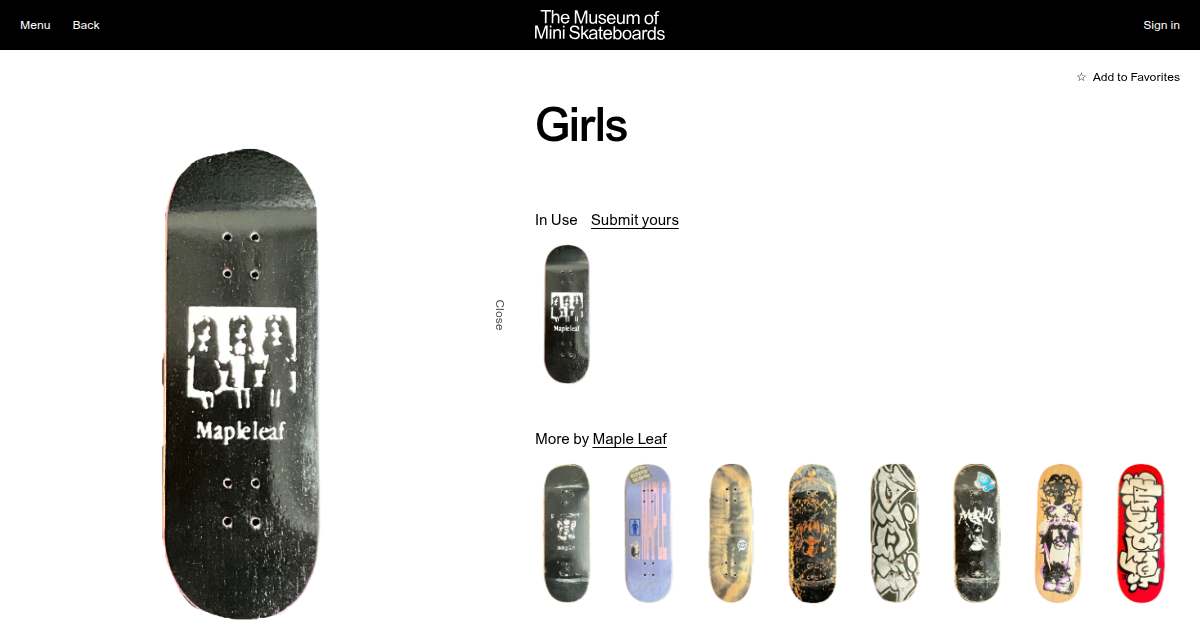 Menu
Back
The Museum of
Mini Skateboards
Sign in
☆ Add to Favorites
Girls
In Use
Submit yours
Close
Mapleleaf
Mapleleaf
More by Maple Leaf